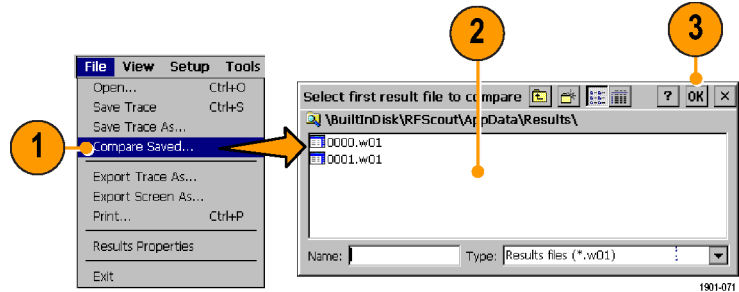 1
2
3
File View Setup Tools
Open... Ctrl+O
Save Trace Ctrl+S
Save Trace As...
Compare Saved...
Export Trace As...
Export Screen As...
Print... Ctrl+P
Results Properties
Exit
Select first result file to compare ? OK ×
\BuiltInDisk\RFScout\AppData\Results\
0000.w01
0001.w01
Name: Type: Results files (*.w01)
1901-071